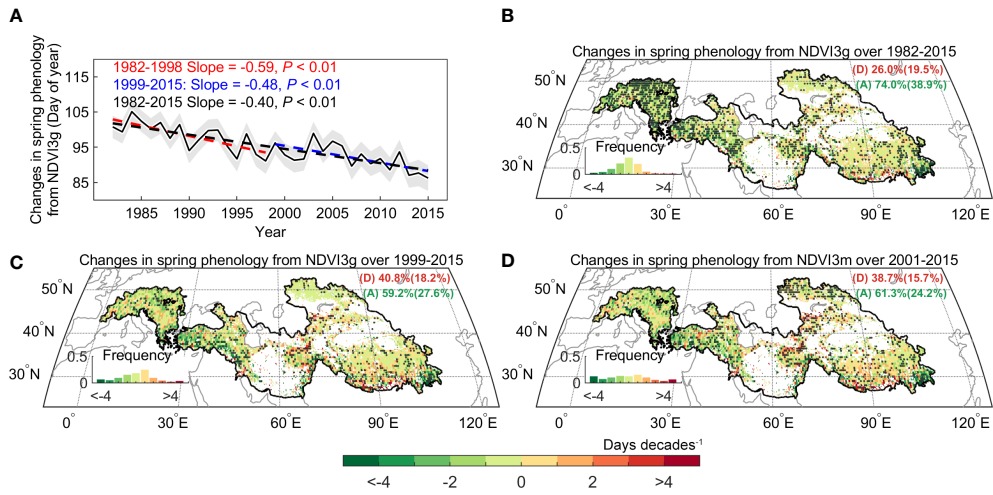 A
1982-1998 Slope = -0.59, P < 0.01
1999-2015: Slope = -0.48, P < 0.01
1982-2015 Slope = -0.40, P < 0.01
Changes in spring phenology
from NDVI3g (Day of year)
115
105
95
85
1985
1990
1995
2000
2005
2010
2015
Year
B
Changes in spring phenology from NDVI3g over 1982-2015
(D) 26.0%(19.5%)
(A) 74.0%(38.9%)
50°N
40°N
30°N
0.5
Frequency
0
<-4
>4
0°
30°E
60°E
90°E
120°E
C
Changes in spring phenology from NDVI3g over 1999-2015
(D) 40.8%(18.2%)
(A) 59.2%(27.6%)
50°N
40°N
30°N
0.5
Frequency
0
<-4
>4
0°
30°E
60°E
90°E
120°E
D
Changes in spring phenology from NDVI3m over 2001-2015
(D) 38.7%(15.7%)
(A) 61.3%(24.2%)
50°N
40°N
30°N
0.5
Frequency
0
<-4
>4
0°
30°E
60°E
90°E
120°E
Days decades⁻¹
<-4
-2
0
2
>4